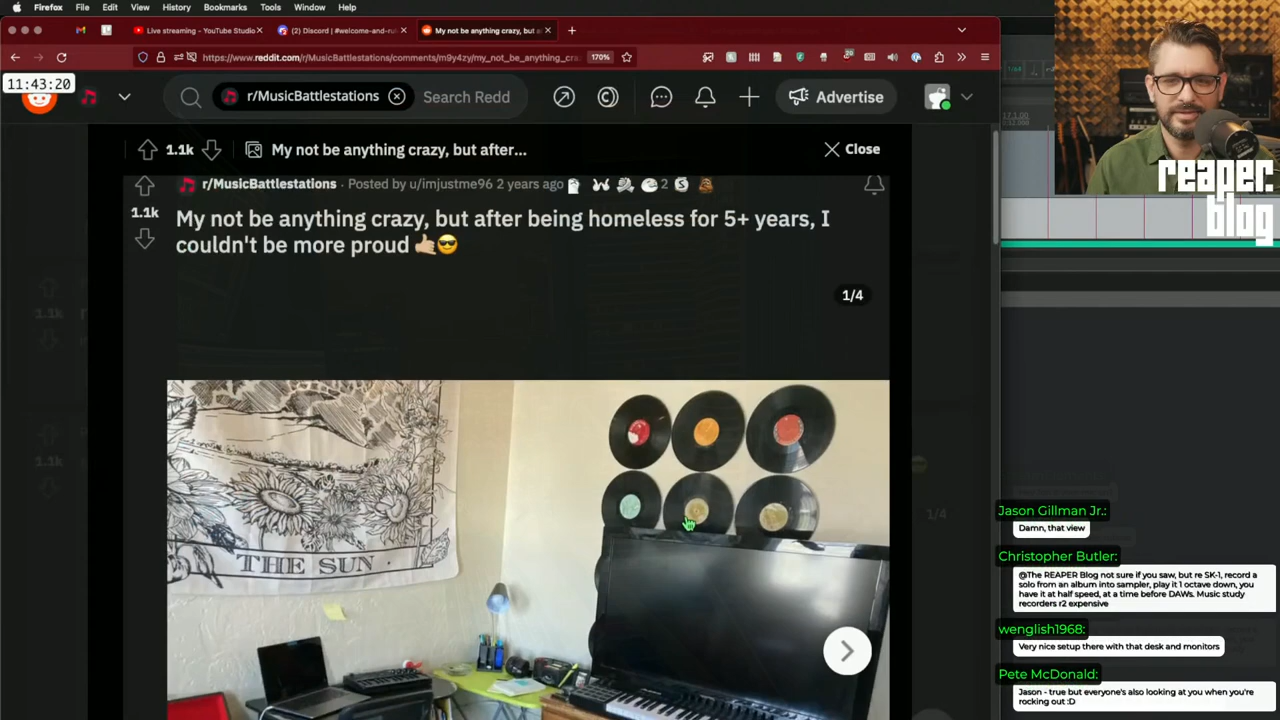 Firefox File Edit View History Bookmarks Tools Window Help
Live streaming - YouTube Studio
(2) Discord | #welcome-and-ru
My not be anything crazy, but a
https://www.reddit.com/r/MusicBattlestations/comments/m9y4zy/my_not_be_anything_cra
170%
20
11:43:20
r/MusicBattlestations
Search Redd
Advertise
1.1k
My not be anything crazy, but after...
Close
r/MusicBattlestations · Posted by u/imjustme96 2 years ago
2
1.1k
My not be anything crazy, but after being homeless for 5+ years, I
couldn't be more proud 🤙🏼😎
1/4
THE SUN
1/64
reaper.
blog
Jason Gillman Jr.:
Damn, that view
Christopher Butler:
@The REAPER Blog not sure if you saw, but re SK-1, record a
solo from an album into sampler, play it 1 octave down, you
have it at half speed, at a time before DAWs. Music study
recorders r2 expensive
wenglish1968:
Very nice setup there with that desk and monitors
Pete McDonald:
Jason - true but everyone's also looking at you when you're
rocking out :D